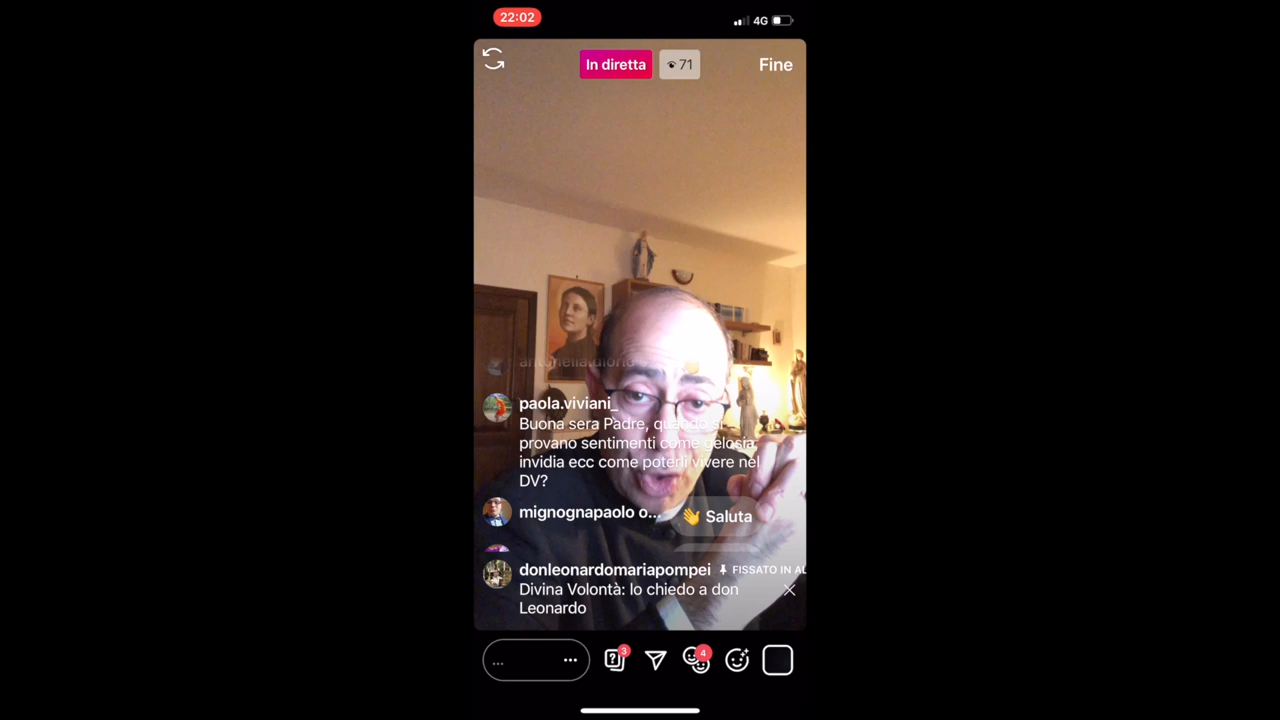 22:02
4G
In diretta
71
Fine
paola.viviani_
Buona sera Padre, quando si
provano sentimenti come gelosia,
invidia ecc come poterli vivere nel
DV?
mignognapaolo o...
👋 Saluta
donleonardomariapompei FISSATO IN AL
Divina Volontà: lo chiedo a don
Leonardo
...
3
4